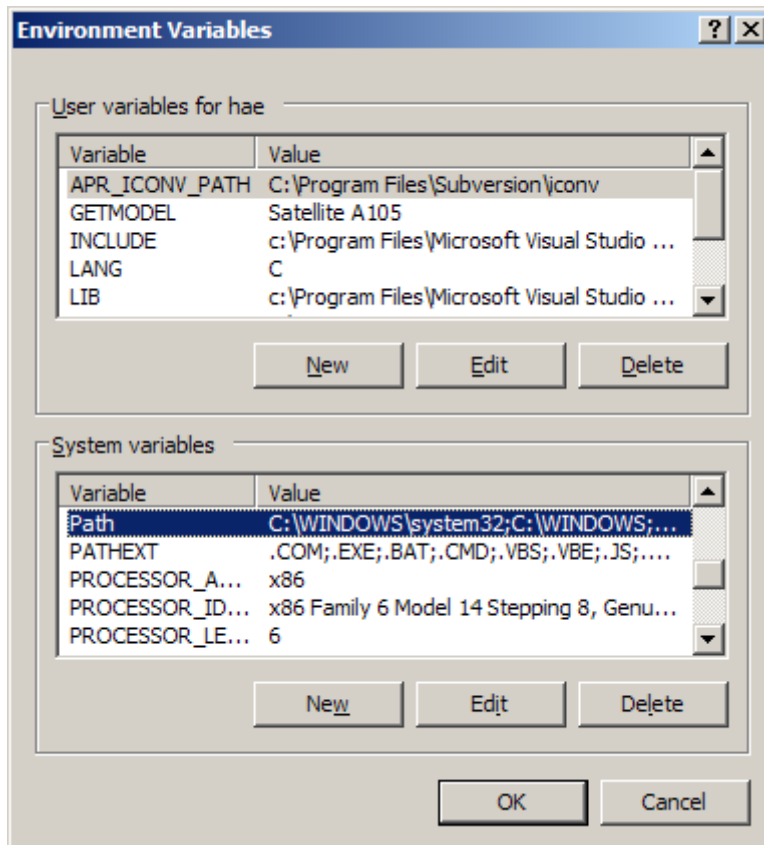 Environment Variables
User variables for hae
Variable Value
APR_ICONV_PATH C:\Program Files\Subversion\iconv
GETMODEL Satellite A105
INCLUDE c:\Program Files\Microsoft Visual Studio ...
LANG C
LIB c:\Program Files\Microsoft Visual Studio ...
New Edit Delete
System variables
Variable Value
Path C:\WINDOWS\system32;C:\WINDOWS;...
PATHEXT .COM;.EXE;.BAT;.CMD;.VBS;.VBE;.JS;....
PROCESSOR_A... x86
PROCESSOR_ID... x86 Family 6 Model 14 Stepping 8, Genu...
PROCESSOR_LE... 6
New Edit Delete
OK Cancel